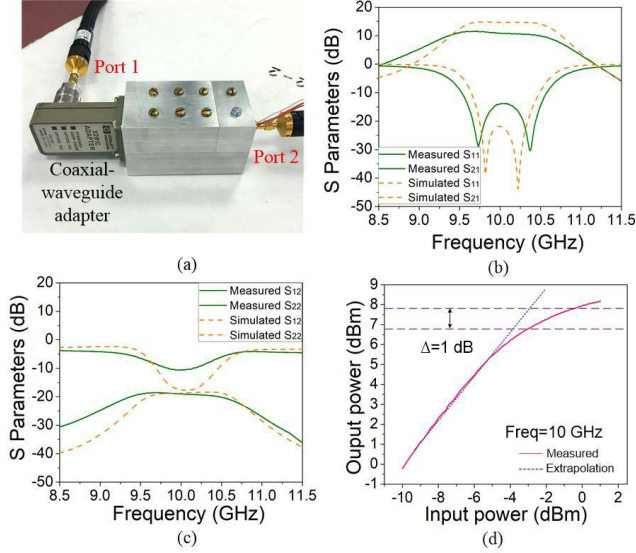 Port 1
Port 2
X281C
ADAPTER
Coaxial-
waveguide
adapter
(a)
20
10
0
-10
-20
-30
-40
-50
S Parameters (dB)
Measured S11
Measured S21
Simulated S11
Simulated S21
8.5 9.0 9.5 10.0 10.5 11.0 11.5
Frequency (GHz)
(b)
20
10
0
-10
-20
-30
-40
-50
S Parameters (dB)
Measured S12
Measured S22
Simulated S12
Simulated S22
8.5 9.0 9.5 10.0 10.5 11.0 11.5
Frequency (GHz)
(c)
9
8
7
6
5
4
3
2
1
0
-1
Ouput power (dBm)
Δ=1 dB
Freq=10 GHz
Measured
Extrapolation
-10 -8 -6 -4 -2 0 2
Input power (dBm)
(d)